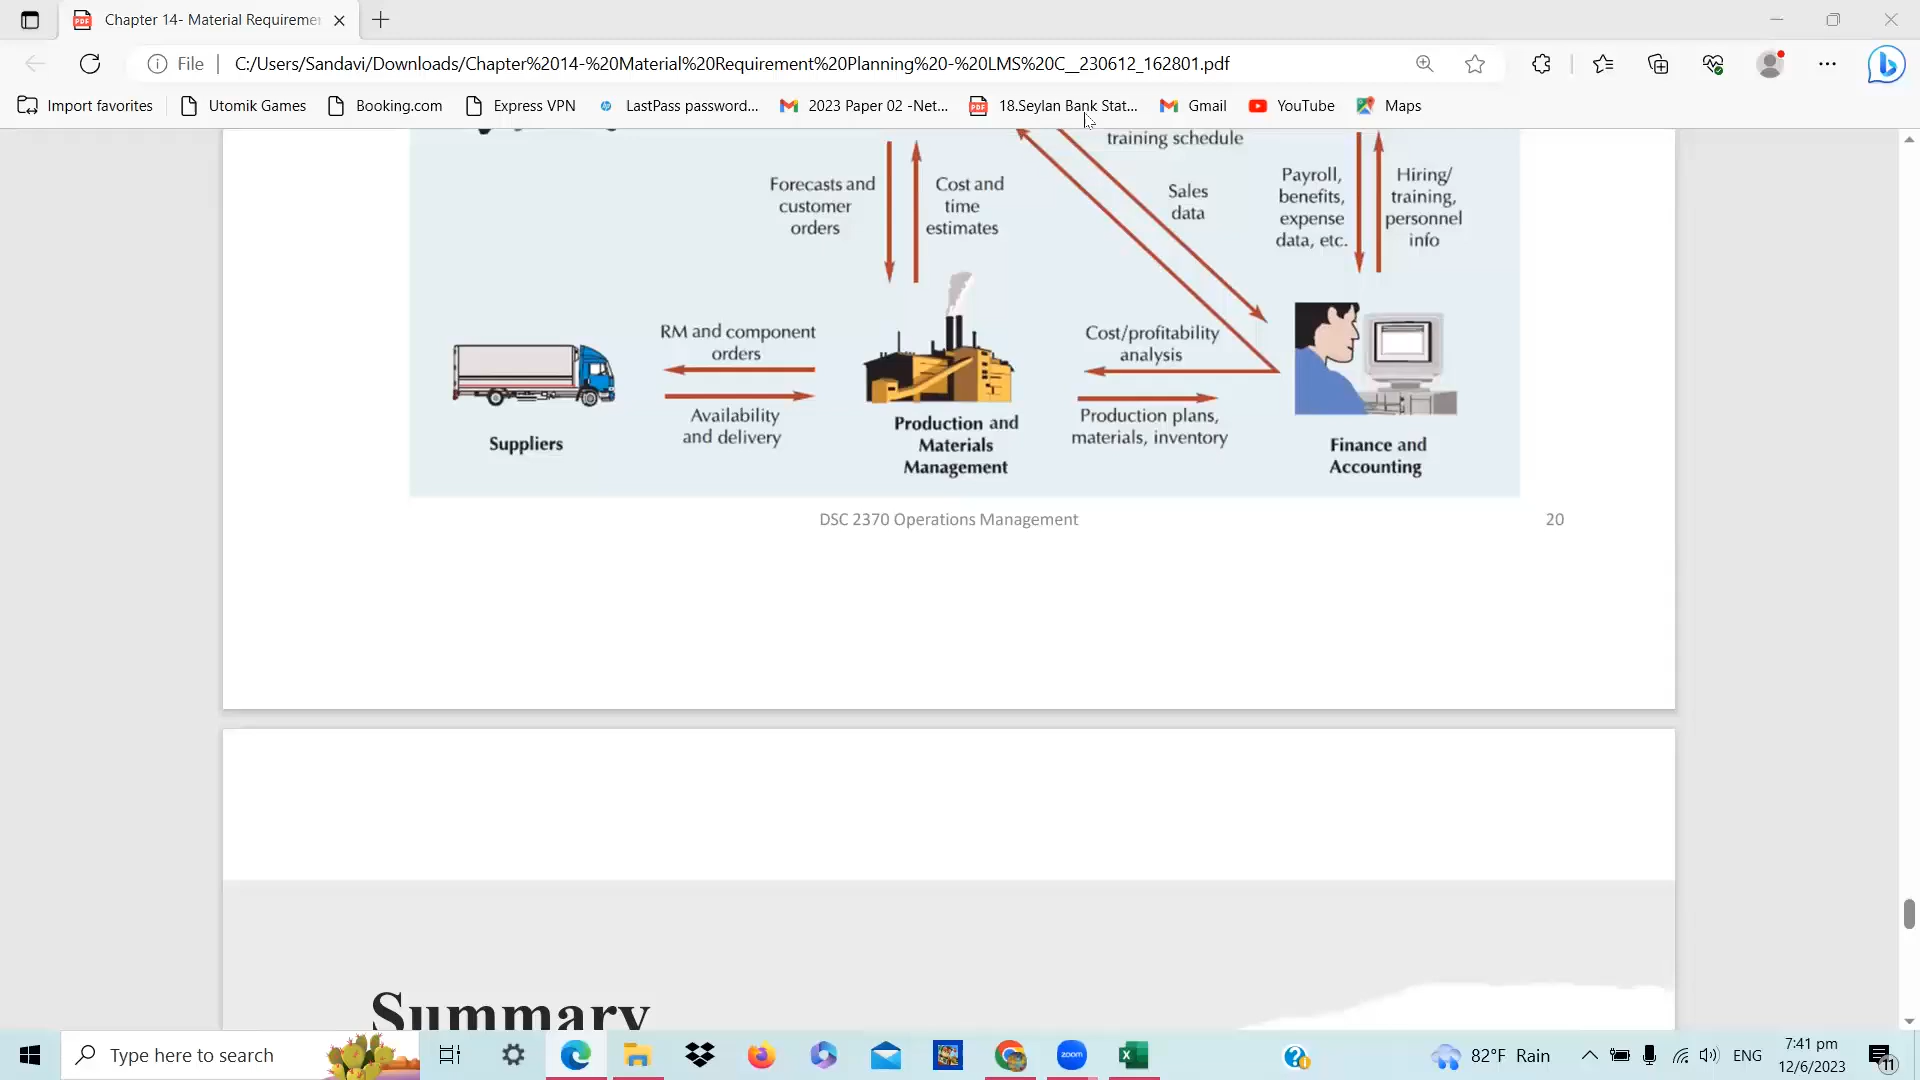 Chapter 14- Material Requireme
File
C:/Users/Sandavi/Downloads/Chapter%2014-%20Material%20Requirement%20Planning%20-%20LMS%20C__230612_162801.pdf
Import favorites
Utomik Games
Booking.com
Express VPN
LastPass password...
2023 Paper 02 -Net...
18.Seylan Bank Stat...
Gmail
YouTube
Maps
training schedule
Forecasts and
customer
orders
Cost and
time
estimates
Sales
data
Payroll,
benefits,
expense
data, etc.
Hiring/
training,
personnel
info
RM and component
orders
Availability
and delivery
Cost/profitability
analysis
Production plans,
materials, inventory
Suppliers
Production and
Materials
Management
Finance and
Accounting
DSC 2370 Operations Management
20
Summary
Type here to search
zoom
82°F Rain
ENG
7:41 pm
12/6/2023
11